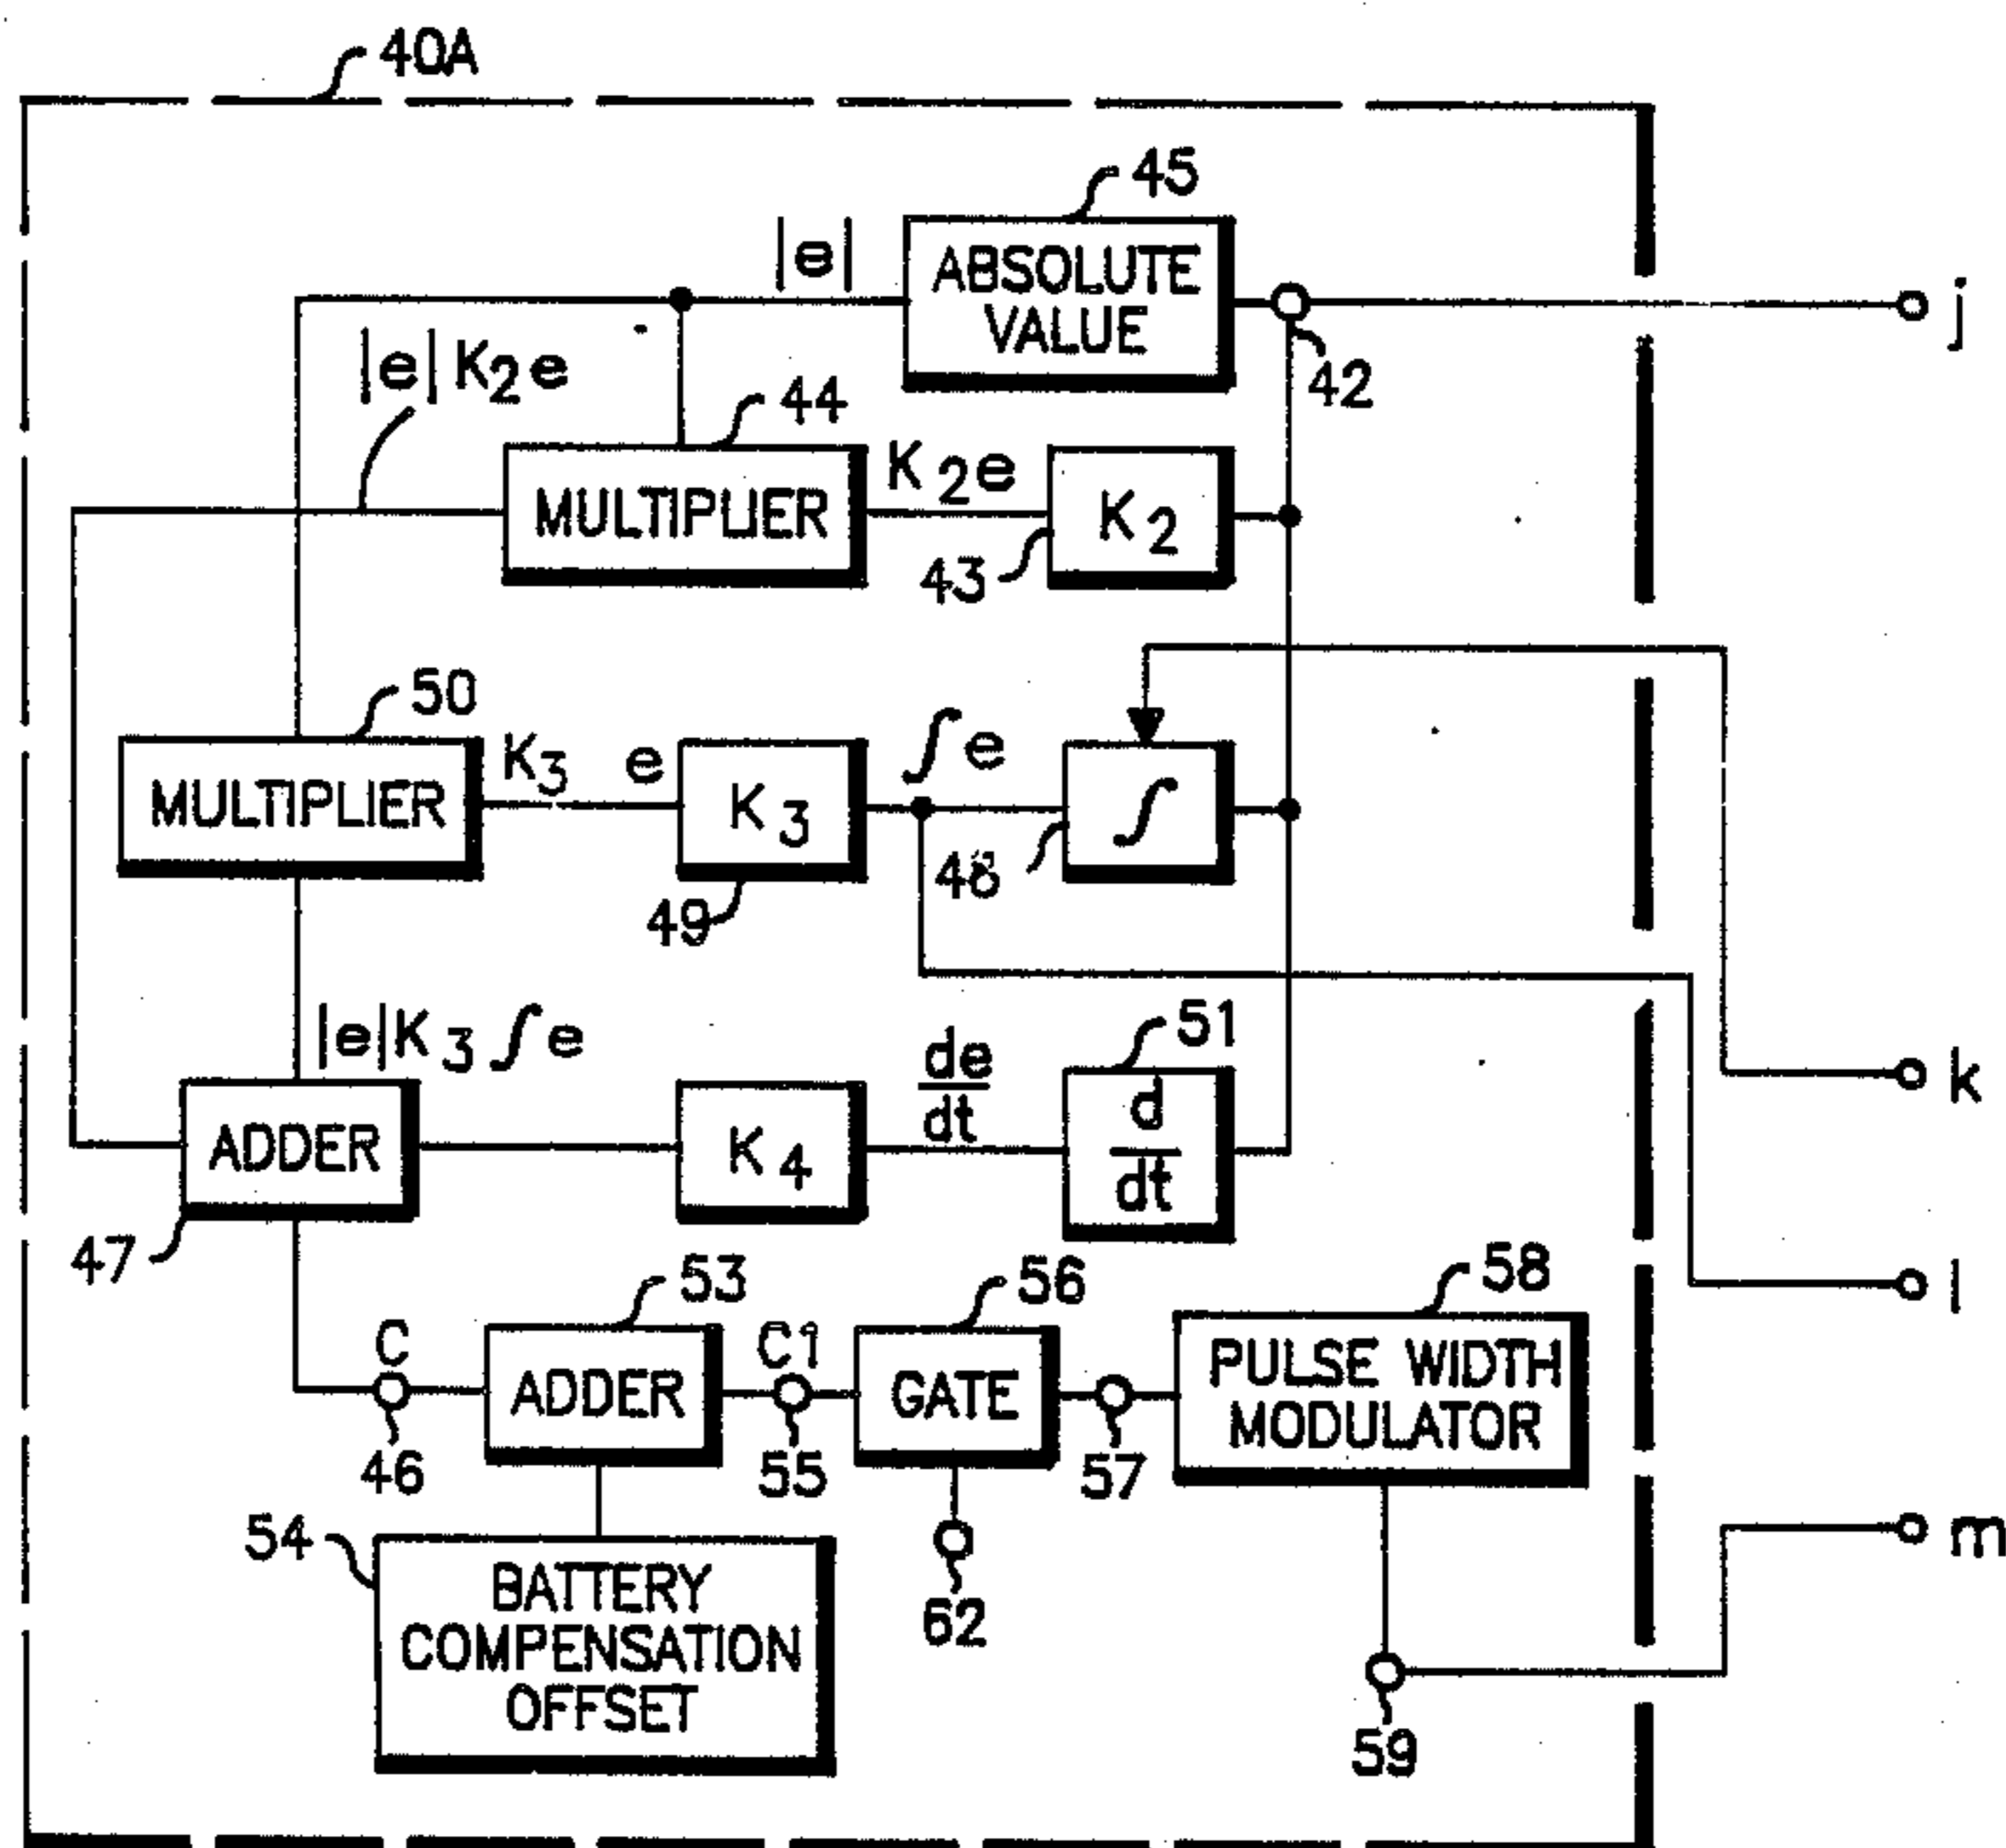 40A
45
|e|
ABSOLUTE
VALUE
j
42
|e| K2e
44
MULTIPLIER
K2e
K2
43
50
MULTIPLIER
K3 e
K3
∫e
∫
48
49
|e|K3∫e
51
de
dt
d
dt
k
ADDER
K4
47
53
56
58
l
C
ADDER
C1
GATE
PULSE WIDTH
MODULATOR
46
55
57
54
BATTERY
COMPENSATION
OFFSET
62
59
m